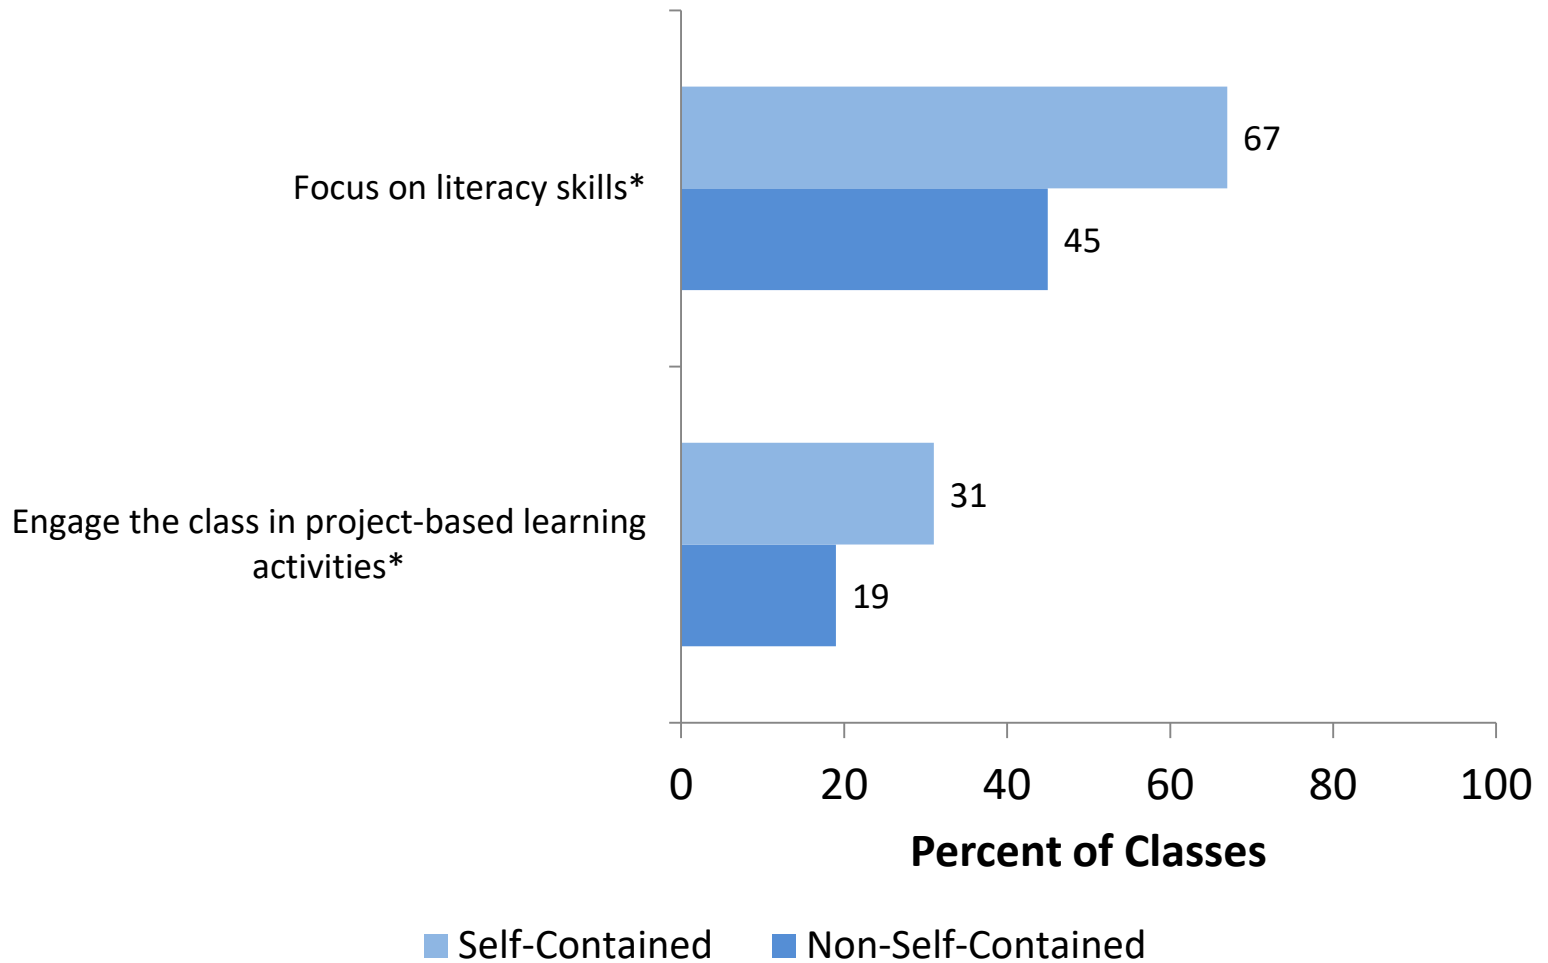 67
Focus on literacy skills*
45
31
Engage the class in project-based learning
activities*
19
0 20 40 60 80 100
Percent of Classes
Self-Contained Non-Self-Contained